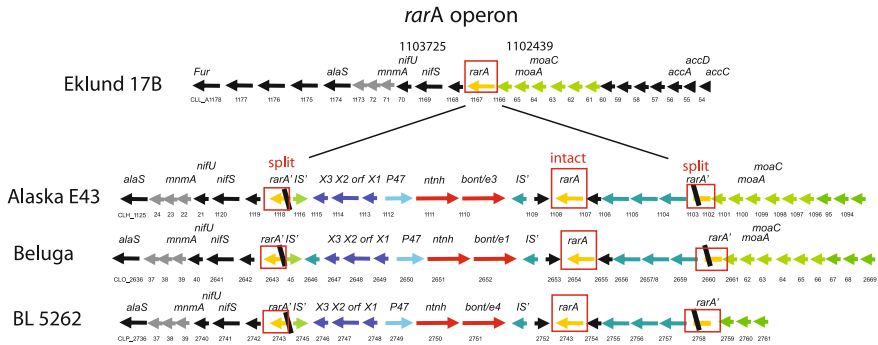 rarA operon
1103725 1102439
nifU moaC accD
Fur alaS mnmA nifS rarA moaA accA accC
Eklund 17B
CLL_A1178 1177 1176 1175 1174 1173 72 71 70 1169 1168 1167 1166 65 64 63 62 61 60 59 58 57 56 55 54
split intact split
nifU moaC
alaS mnmA nifS rarA' IS' X3 X2 orf X1 P47 ntnh bont/e3 IS' rarA rarA' moaA
Alaska E43
CLH_1125 24 23 22 21 1120 1119 1118 1116 1115 1114 1113 1112 1111 1110 1109 1108 1107 1106 1105 1104 1103 1102 1101 1100 1099 1098 1097 1096 95 1094
nifU moaC
alaS mnmA nifS rarA' IS' X3 X2 orf X1 P47 ntnh bont/e1 IS' rarA rarA' moaA
Beluga
CLO_2636 37 38 39 40 2641 2642 2643 45 2646 2647 2648 2649 2650 2651 2652 2653 2654 2655 2656 2657/8 2659 2660 2661 62 63 64 65 66 67 68 2669
nifU
alaS mnmA nifS rarA' IS' X3 X2 orf X1 P47 ntnh bont/e4 IS' rarA rarA'
BL 5262
CLP_2736 37 38 39 2740 2741 2742 2743 2745 2746 2747 2748 2749 2750 2751 2752 2743 2754 2755 2756 2757 2758 2759 2760 2761